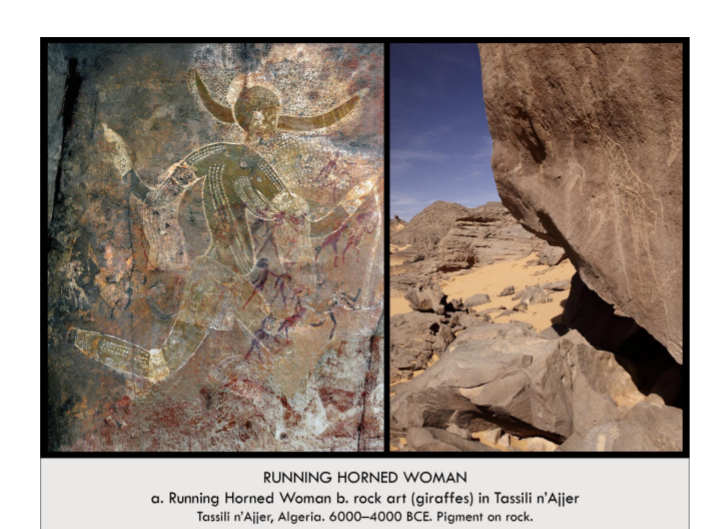 RUNNING HORNED WOMAN
a. Running Horned Woman b. rock art (giraffes) in Tassili n'Ajjer
Tassili n'Ajjer, Algeria. 6000–4000 BCE. Pigment on rock.